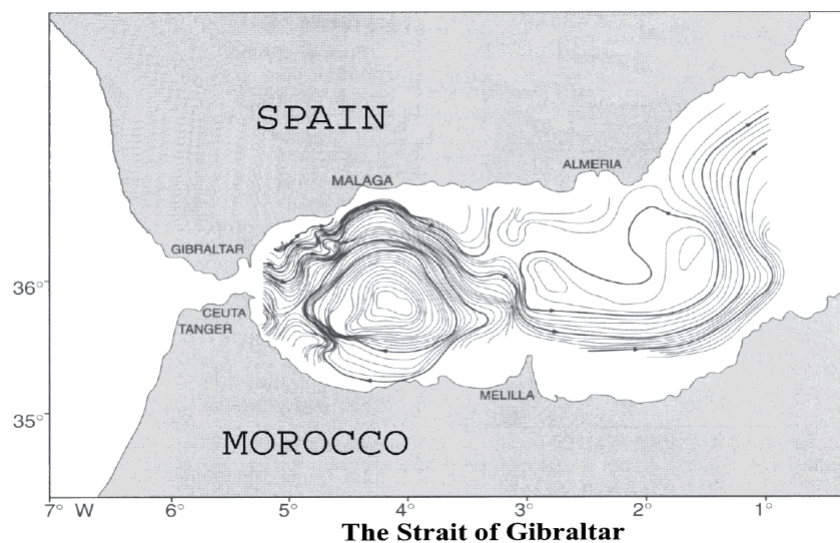 SPAIN
MALAGA
ALMERIA
GIBRALTAR
36°
CEUTA
TANGER
MELILLA
35°
MOROCCO
7° W 6° 5° 4° 3° 2° 1°
The Strait of Gibraltar